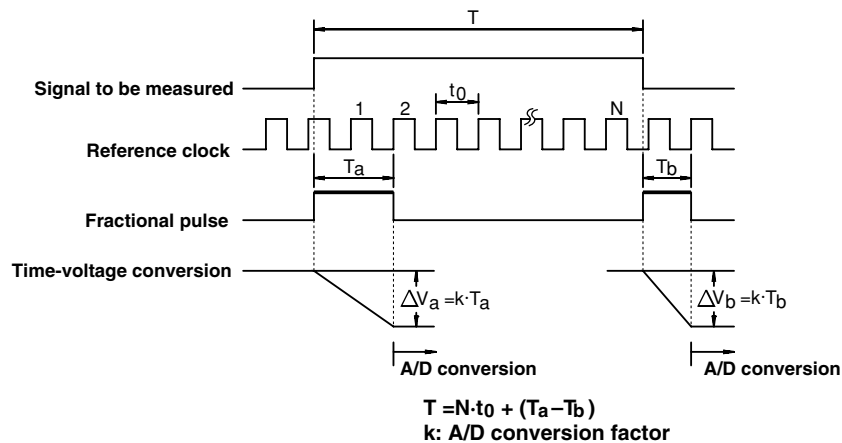 T
Signal to be measured
1 2 t0 N
Reference clock
Ta Tb
Fractional pulse
Time-voltage conversion
ΔVa =k·Ta ΔVb =k·Tb
A/D conversion A/D conversion
T =N·t0 + (Ta–Tb)
k: A/D conversion factor